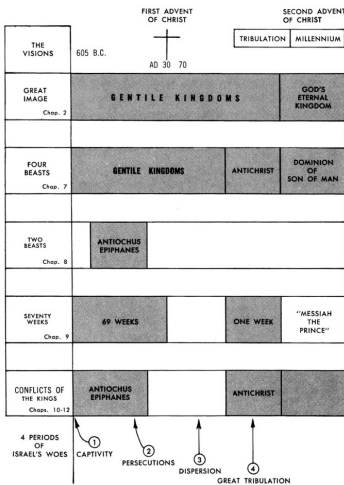 FIRST ADVENT
OF CHRIST
SECOND ADVENT
OF CHRIST
TRIBULATION
MILLENNIUM
THE
VISIONS
605 B.C.
AD 30 70
GREAT
IMAGE
Chap. 2
GENTILE KINGDOMS
GOD'S
ETERNAL
KINGDOM
FOUR
BEASTS
Chap. 7
GENTILE KINGDOMS
ANTICHRIST
DOMINION
OF
SON OF MAN
TWO
BEASTS
Chap. 8
ANTIOCHUS
EPIPHANES
SEVENTY
WEEKS
Chap. 9
69 WEEKS
ONE WEEK
"MESSIAH
THE
PRINCE"
CONFLICTS OF
THE KINGS
Chaps. 10-12
ANTIOCHUS
EPIPHANES
ANTICHRIST
4 PERIODS
OF
ISRAEL'S WOES
1
CAPTIVITY
2
PERSECUTIONS
3
DISPERSION
4
GREAT TRIBULATION